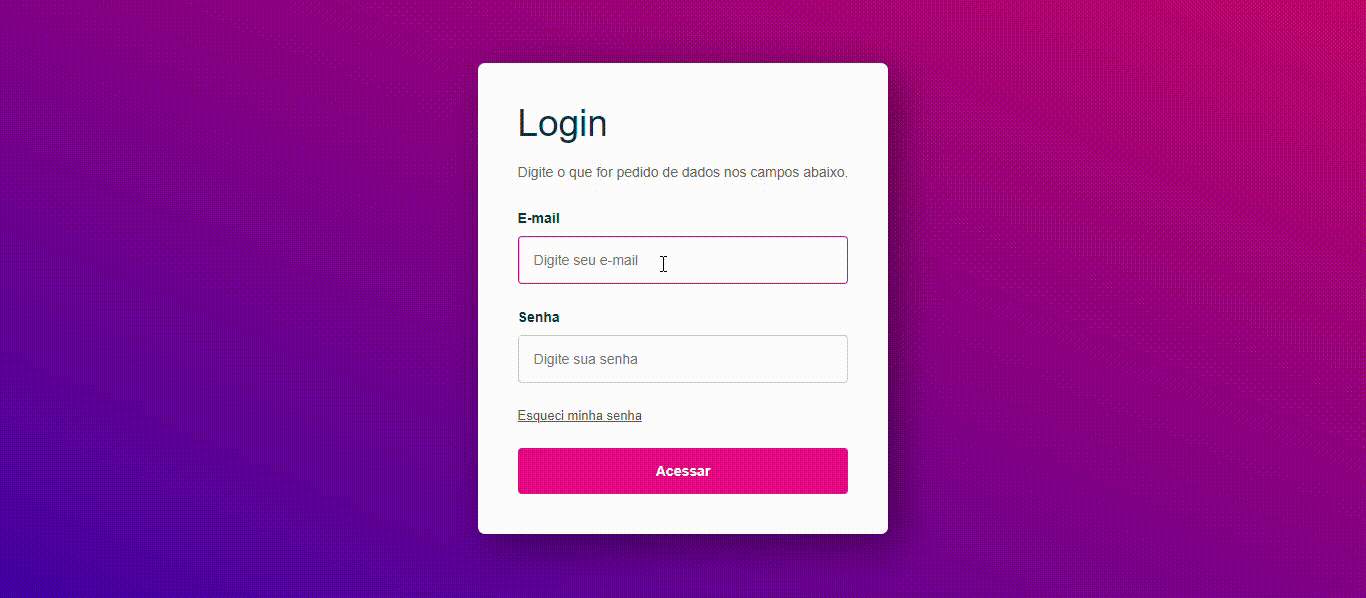 Login
Digite o que for pedido de dados nos campos abaixo.
E-mail
Digite seu e-mail
Senha
Digite sua senha
Esqueci minha senha
Acessar